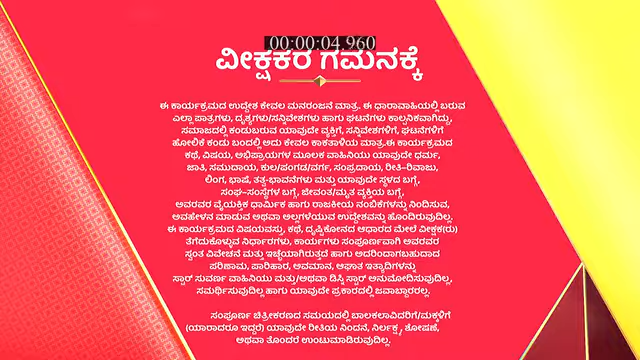 00:00:04.960
ವೀಕ್ಷಕರ ಗಮನಕ್ಕೆ
ಈ ಕಾರ್ಯಕ್ರಮದ ಉದ್ದೇಶ ಕೇವಲ ಮನರಂಜನೆ ಮಾತ್ರ. ಈ ಧಾರಾವಾಹಿಯಲ್ಲಿ ಬರುವ
ಎಲ್ಲಾ ಪಾತ್ರಗಳು, ದೃಶ್ಯಗಳು/ಸನ್ನಿವೇಶಗಳು ಹಾಗು ಘಟನೆಗಳು ಕಾಲ್ಪನಿಕವಾಗಿದ್ದು,
ಸಮಾಜದಲ್ಲಿ ಕಂಡುಬರುವ ಯಾವುದೇ ವ್ಯಕ್ತಿಗೆ, ಸನ್ನಿವೇಶಗಳಿಗೆ, ಘಟನೆಗಳಿಗೆ
ಹೋಲಿಕೆ ಕಂಡು ಬಂದಲ್ಲಿ ಅದು ಕೇವಲ ಕಾಕತಾಳಿಯ ಮಾತ್ರ.ಈ ಕಾರ್ಯಕ್ರಮದ
ಕಥೆ, ವಿಷಯ, ಅಭಿಪ್ರಾಯಗಳ ಮೂಲಕ ವಾಹಿನಿಯು ಯಾವುದೇ ಧರ್ಮ,
ಜಾತಿ, ಸಮುದಾಯ, ಕುಲ/ಪಂಗಡ/ವರ್ಗ, ಸಂಪ್ರದಾಯ, ರೀತಿ-ರಿವಾಜು,
ಲಿಂಗ, ಭಾಷೆ, ತತ್ವ-ಭಾವನೆಗಳು ಮತ್ತು ಯಾವುದೇ ಸ್ಥಳದ ಬಗ್ಗೆ,
ಸಂಘ-ಸಂಸ್ಥೆಗಳ ಬಗ್ಗೆ, ಜೀವಂತ/ಮೃತ ವ್ಯಕ್ತಿಯ ಬಗ್ಗೆ,
ಅವರವರ ವೈಯಕ್ತಿಕ ಧಾರ್ಮಿಕ ಹಾಗು ರಾಜಕೀಯ ನಂಬಿಕೆಗಳನ್ನು ನಿಂದಿಸುವ,
ಅವಹೇಳನ ಮಾಡುವ ಅಥವಾ ಅಲ್ಲಗಳೆಯುವ ಉದ್ದೇಶವನ್ನು ಹೊಂದಿರುವುದಿಲ್ಲ.
ಈ ಕಾರ್ಯಕ್ರಮದ ವಿಷಯವಸ್ತು, ಕಥೆ, ದೃಷ್ಟಿಕೋನದ ಆಧಾರದ ಮೇಲೆ ವೀಕ್ಷಕ(ರು)
ತೆಗೆದುಕೊಳ್ಳುವ ನಿರ್ಧಾರಗಳು, ಕಾರ್ಯಗಳು ಸಂಪೂರ್ಣವಾಗಿ ಅವರವರ
ಸ್ವಂತ ವಿವೇಚನೆ ಮತ್ತು ಇಚ್ಛೆಯಾಗಿರುತ್ತದೆ ಹಾಗು ಅದರಿಂದಾಗಬಹುದಾದ
ಪರಿಣಾಮ, ಪಾರಿಹಾರ, ಅವಮಾನ, ಆಘಾತ ಇತ್ಯಾದಿಗಳನ್ನು
ಸ್ಟಾರ್ ಸುವರ್ಣ ವಾಹಿನಿಯು ಮತ್ತು/ಅಥವಾ ಡಿಸ್ನಿ ಸ್ಟಾರ್ ಅನುಮೋದಿಸುವುದಿಲ್ಲ,
ಸಮರ್ಥಿಸುವುದಿಲ್ಲ ಹಾಗು ಯಾವುದೇ ಪ್ರಕಾರದಲ್ಲಿ ಜವಾಬ್ದಾರರಲ್ಲ.
ಸಂಪೂರ್ಣ ಚಿತ್ರೀಕರಣದ ಸಮಯದಲ್ಲಿ ಬಾಲಕಲಾವಿದರಿಗೆ/ಮಕ್ಕಳಿಗೆ
(ಯಾರಾದರೂ ಇದ್ದರೆ) ಯಾವುದೇ ರೀತಿಯ ನಿಂದನೆ, ನಿರ್ಲಕ್ಷ್ಯ, ಶೋಷಣೆ,
ಅಥವಾ ತೊಂದರೆ ಉಂಟುಮಾಡಿರುವುದಿಲ್ಲ.